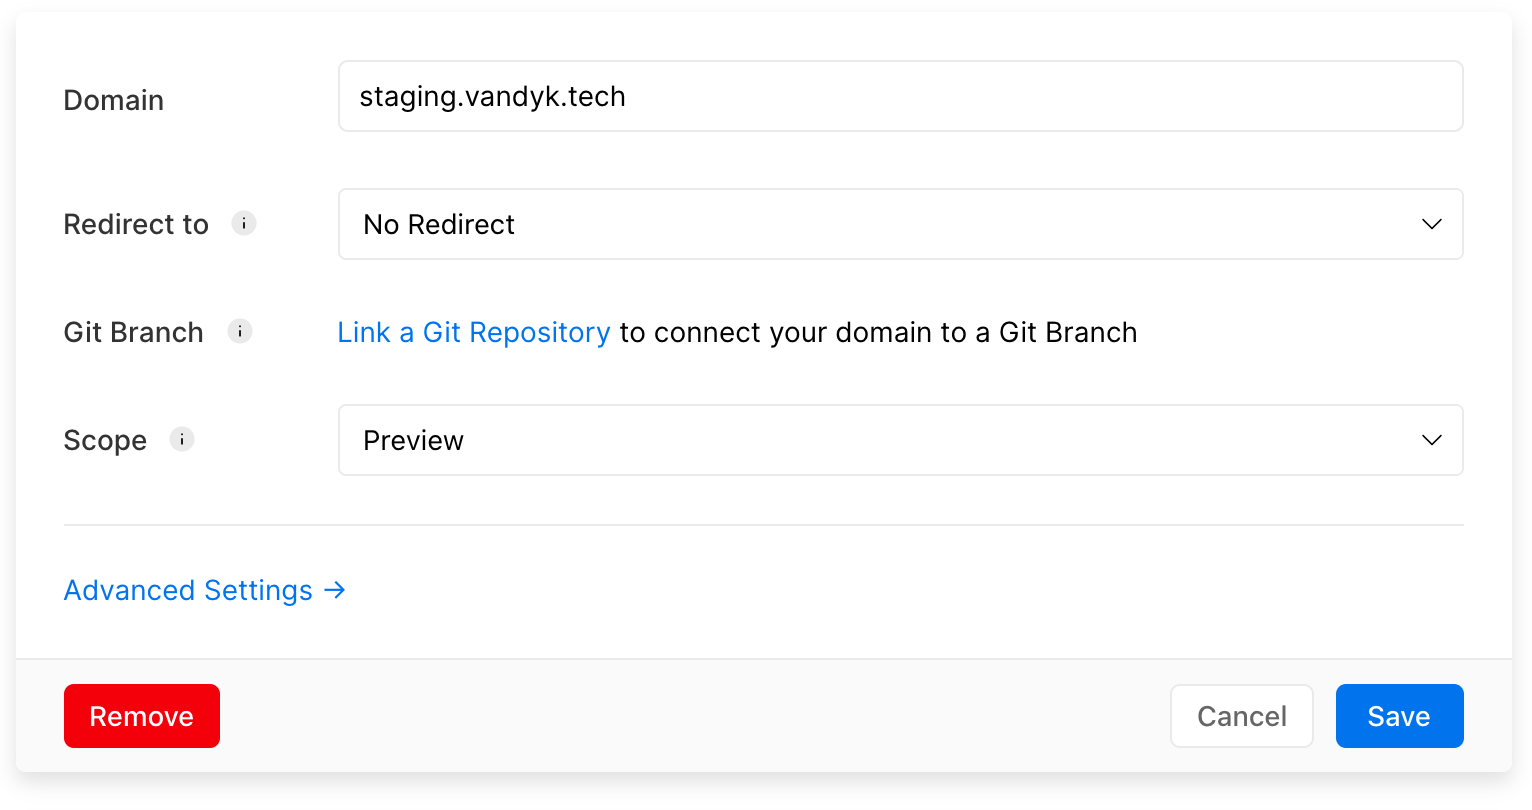 Domain
staging.vandyk.tech
Redirect to
No Redirect
Git Branch
Link a Git Repository to connect your domain to a Git Branch
Scope
Preview
Advanced Settings →
Remove
Cancel
Save